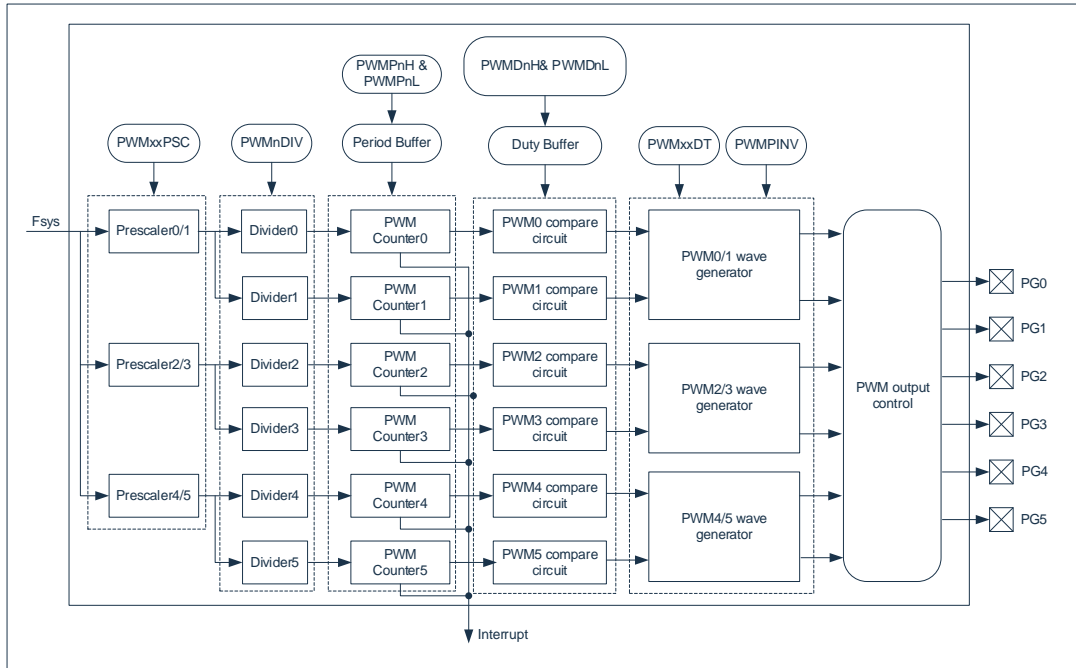 PWMPnH &
PWMPnL
PWMDnH& PWMDnL
PWMxxPSC
PWMnDIV
Period Buffer
Duty Buffer
PWMxxDT
PWMPINV
Fsys
Prescaler0/1
Divider0
PWM
Counter0
PWM0 compare
circuit
PWM0/1 wave
generator
Divider1
PWM
Counter1
PWM1 compare
circuit
Prescaler2/3
Divider2
PWM
Counter2
PWM2 compare
circuit
PWM2/3 wave
generator
Divider3
PWM
Counter3
PWM3 compare
circuit
Prescaler4/5
Divider4
PWM
Counter4
PWM4 compare
circuit
PWM4/5 wave
generator
Divider5
PWM
Counter5
PWM5 compare
circuit
PWM output
control
PG0
PG1
PG2
PG3
PG4
PG5
Interrupt